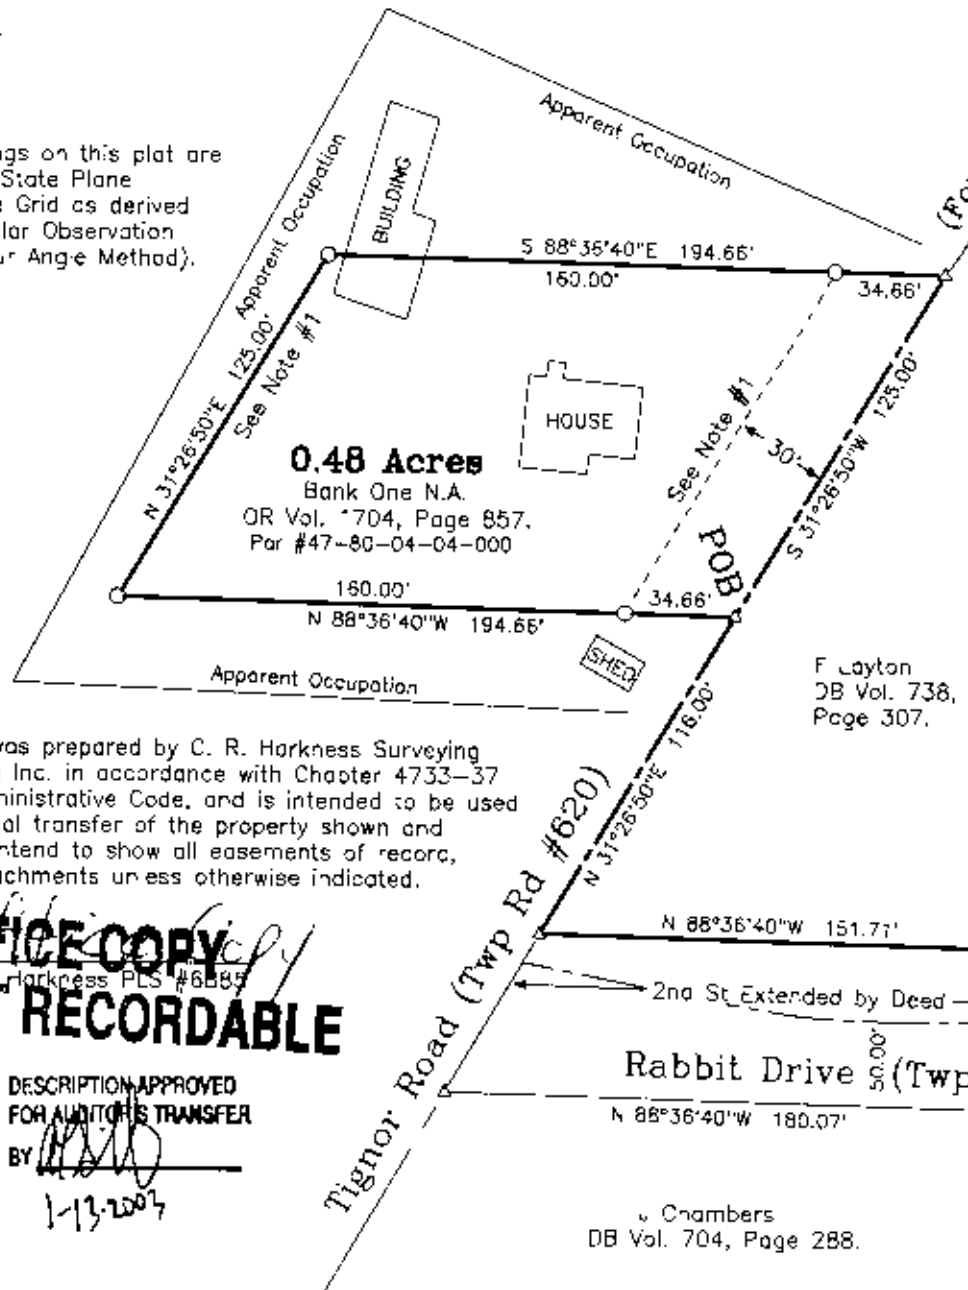 Apparent Occupation
ngs on this plat are
State Plane
e Grid as derived
lar Observation
ur Angle Method).
Apparent Occupation
BUILDING
(Fo
S 88°36'40"E 194.66'
160.00'
34.66'
N 31°26'50"E 125.00'
See Note #1
HOUSE
See Note #1
30'
S 31°26'50"W 125.00'
0.48 Acres
Bank One N.A.
OR Vol. 1704, Page 857.
Par #47-80-04-04-000
POB
160.00'
34.66'
N 88°36'40"W 194.66'
SHED
Apparent Occupation
F Layton
DB Vol. 738,
Page 307.
was prepared by C. R. Harkness Surveying
Inc. in accordance with Chapter 4733-37
ministrative Code, and is intended to be used
al transfer of the property shown and
ntend to show all easements of record,
achments unless otherwise indicated.
N 31°26'50"E 116.00'
Tignor Road (Twp Rd #620)
FICE COPY
Harkness PLS #6885
RECORDABLE
N 88°36'40"W 151.71'
2nd St Extended by Deed
Rabbit Drive (Twp
50.00'
N 88°36'40"W 180.07'
DESCRIPTION APPROVED
FOR AUDITOR'S TRANSFER
BY
1-13-2003
Chambers
DB Vol. 704, Page 288.